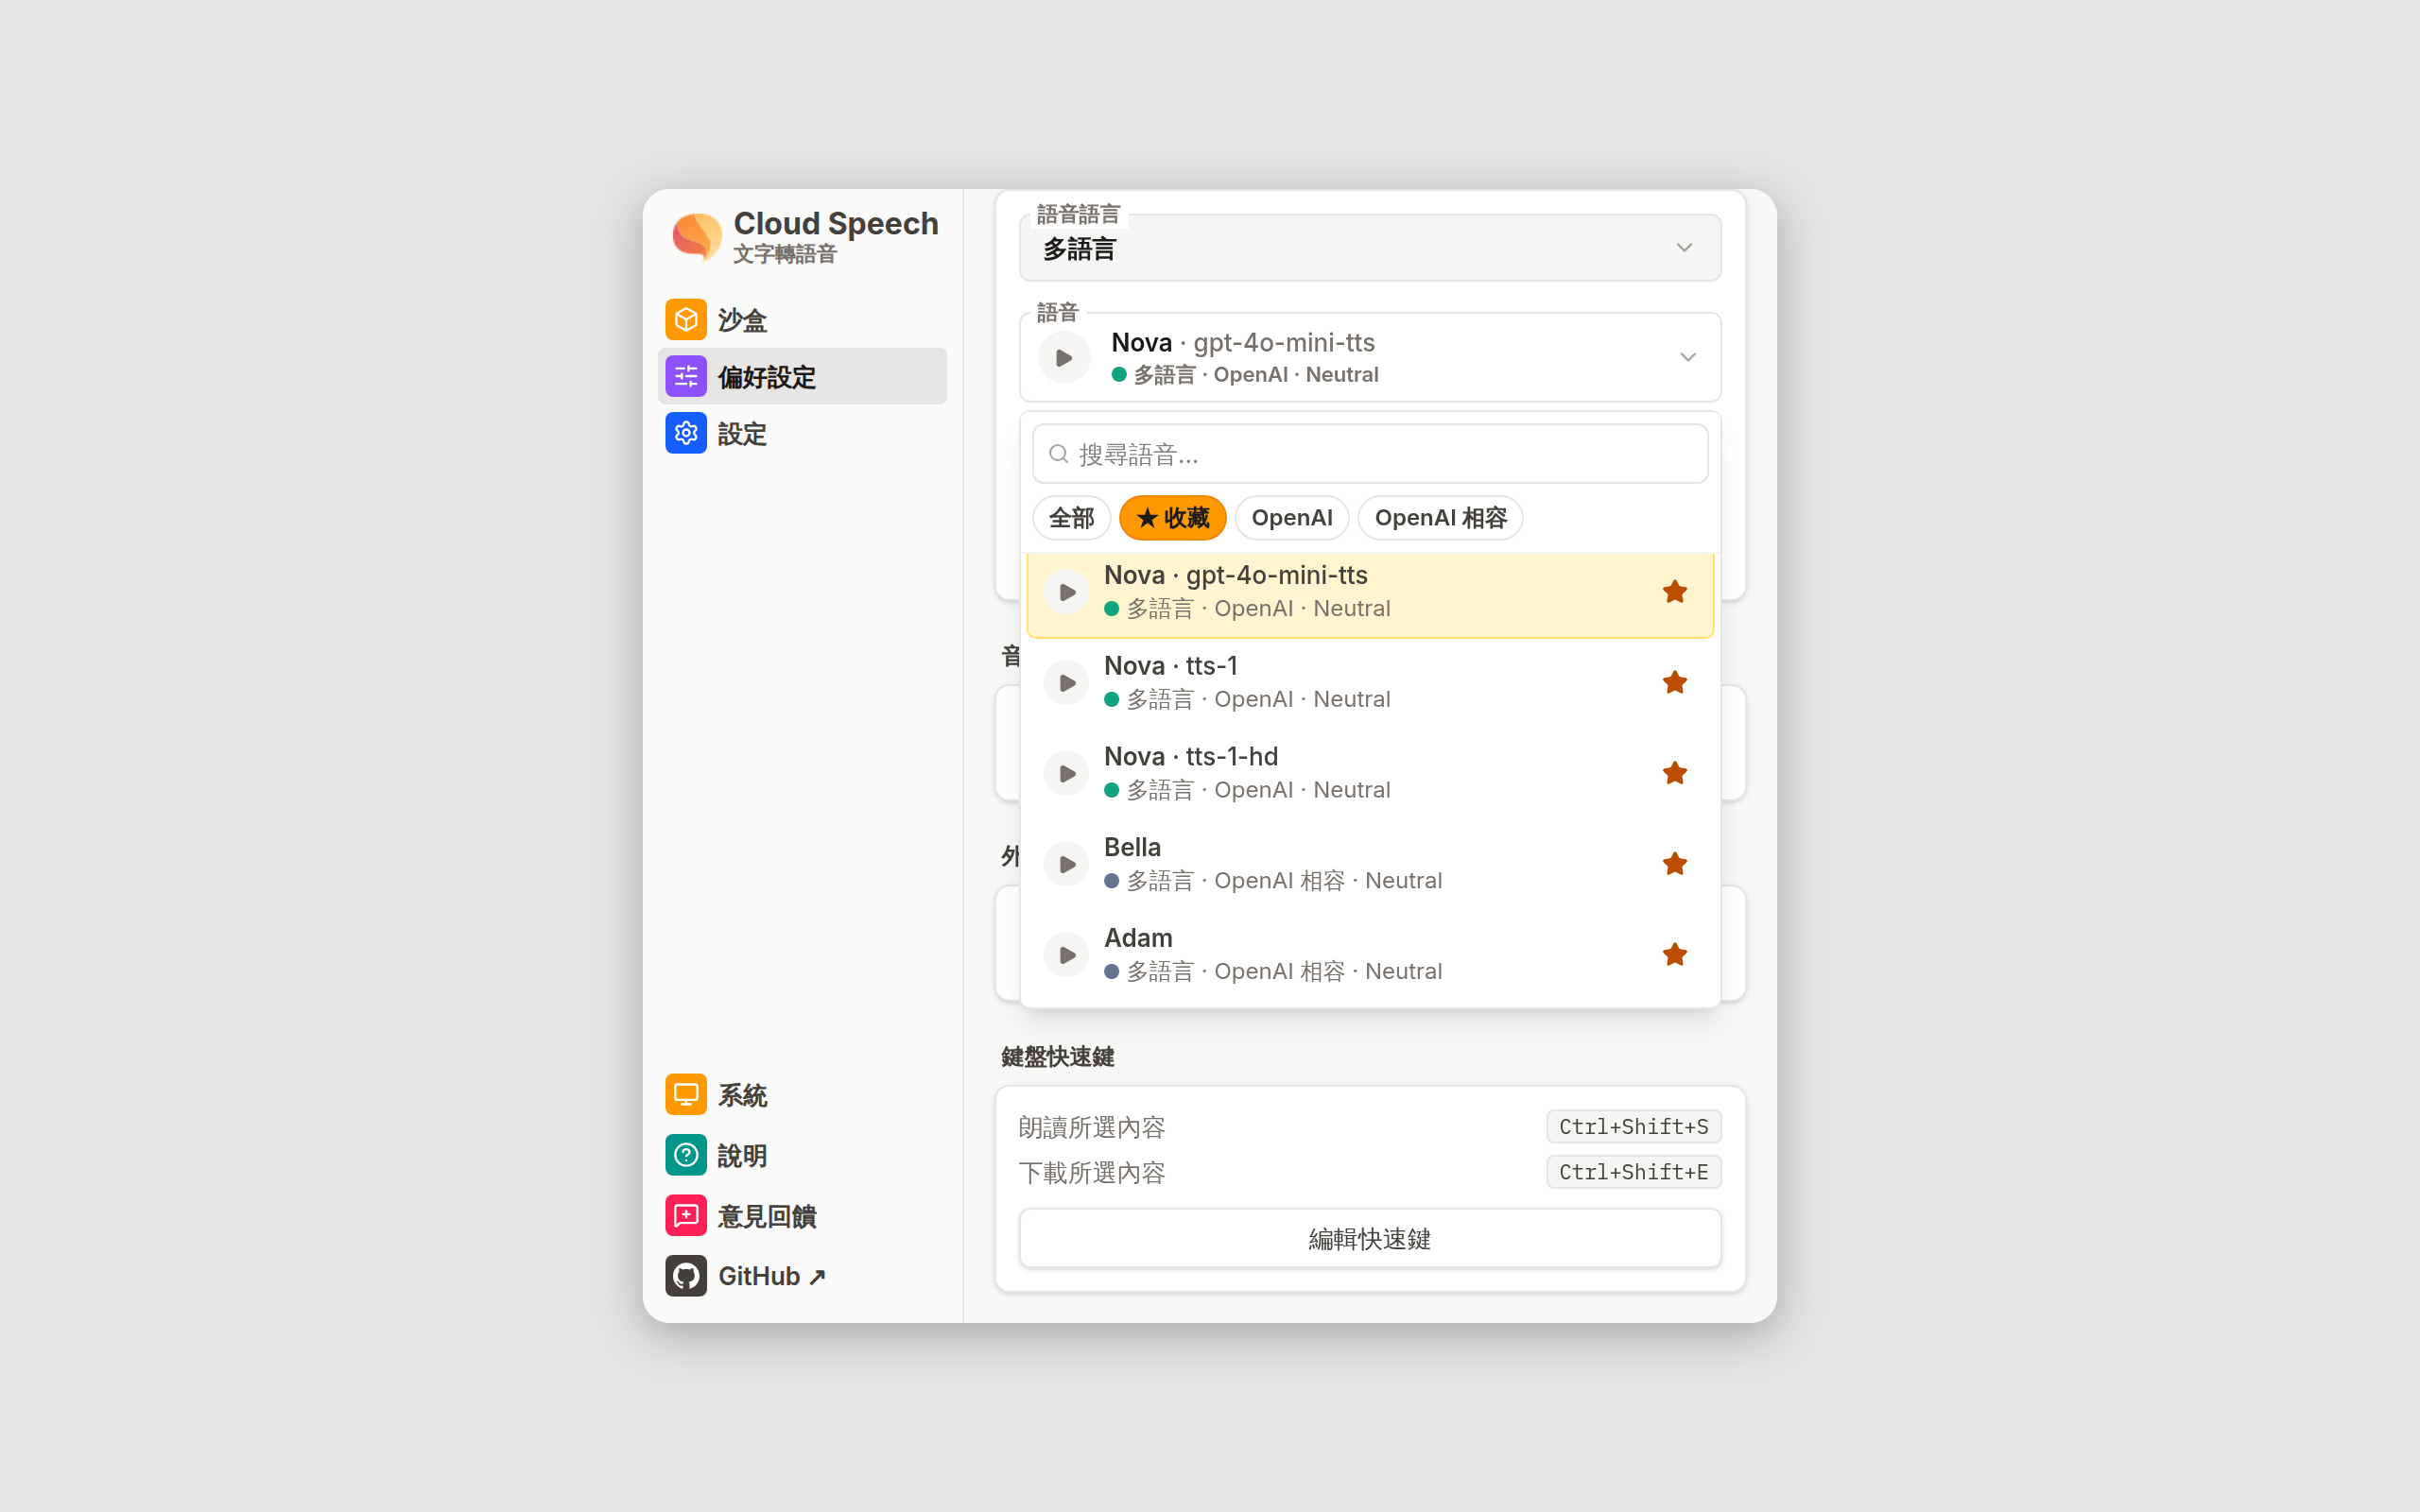 Cloud Speech
文字轉語音
沙盒
偏好設定
設定
系統
說明
意見回饋
GitHub ↗
語音語言
多語言
語音
Nova · gpt-4o-mini-tts
多語言 · OpenAI · Neutral
搜尋語音...
全部
★ 收藏
OpenAI
OpenAI 相容
Nova · gpt-4o-mini-tts
多語言 · OpenAI · Neutral
Nova · tts-1
多語言 · OpenAI · Neutral
Nova · tts-1-hd
多語言 · OpenAI · Neutral
Bella
多語言 · OpenAI 相容 · Neutral
Adam
多語言 · OpenAI 相容 · Neutral
音
鍵盤快速鍵
朗讀所選內容
Ctrl+Shift+S
下載所選內容
Ctrl+Shift+E
編輯快速鍵